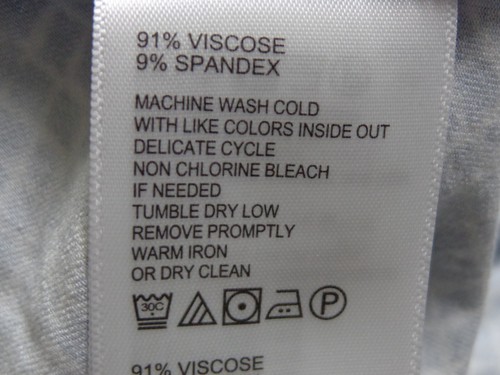 91% VISCOSE
9% SPANDEX
MACHINE WASH COLD
WITH LIKE COLORS INSIDE OUT
DELICATE CYCLE
NON CHLORINE BLEACH
IF NEEDED
TUMBLE DRY LOW
REMOVE PROMPTLY
WARM IRON
OR DRY CLEAN
30C P
91% VISCOSE